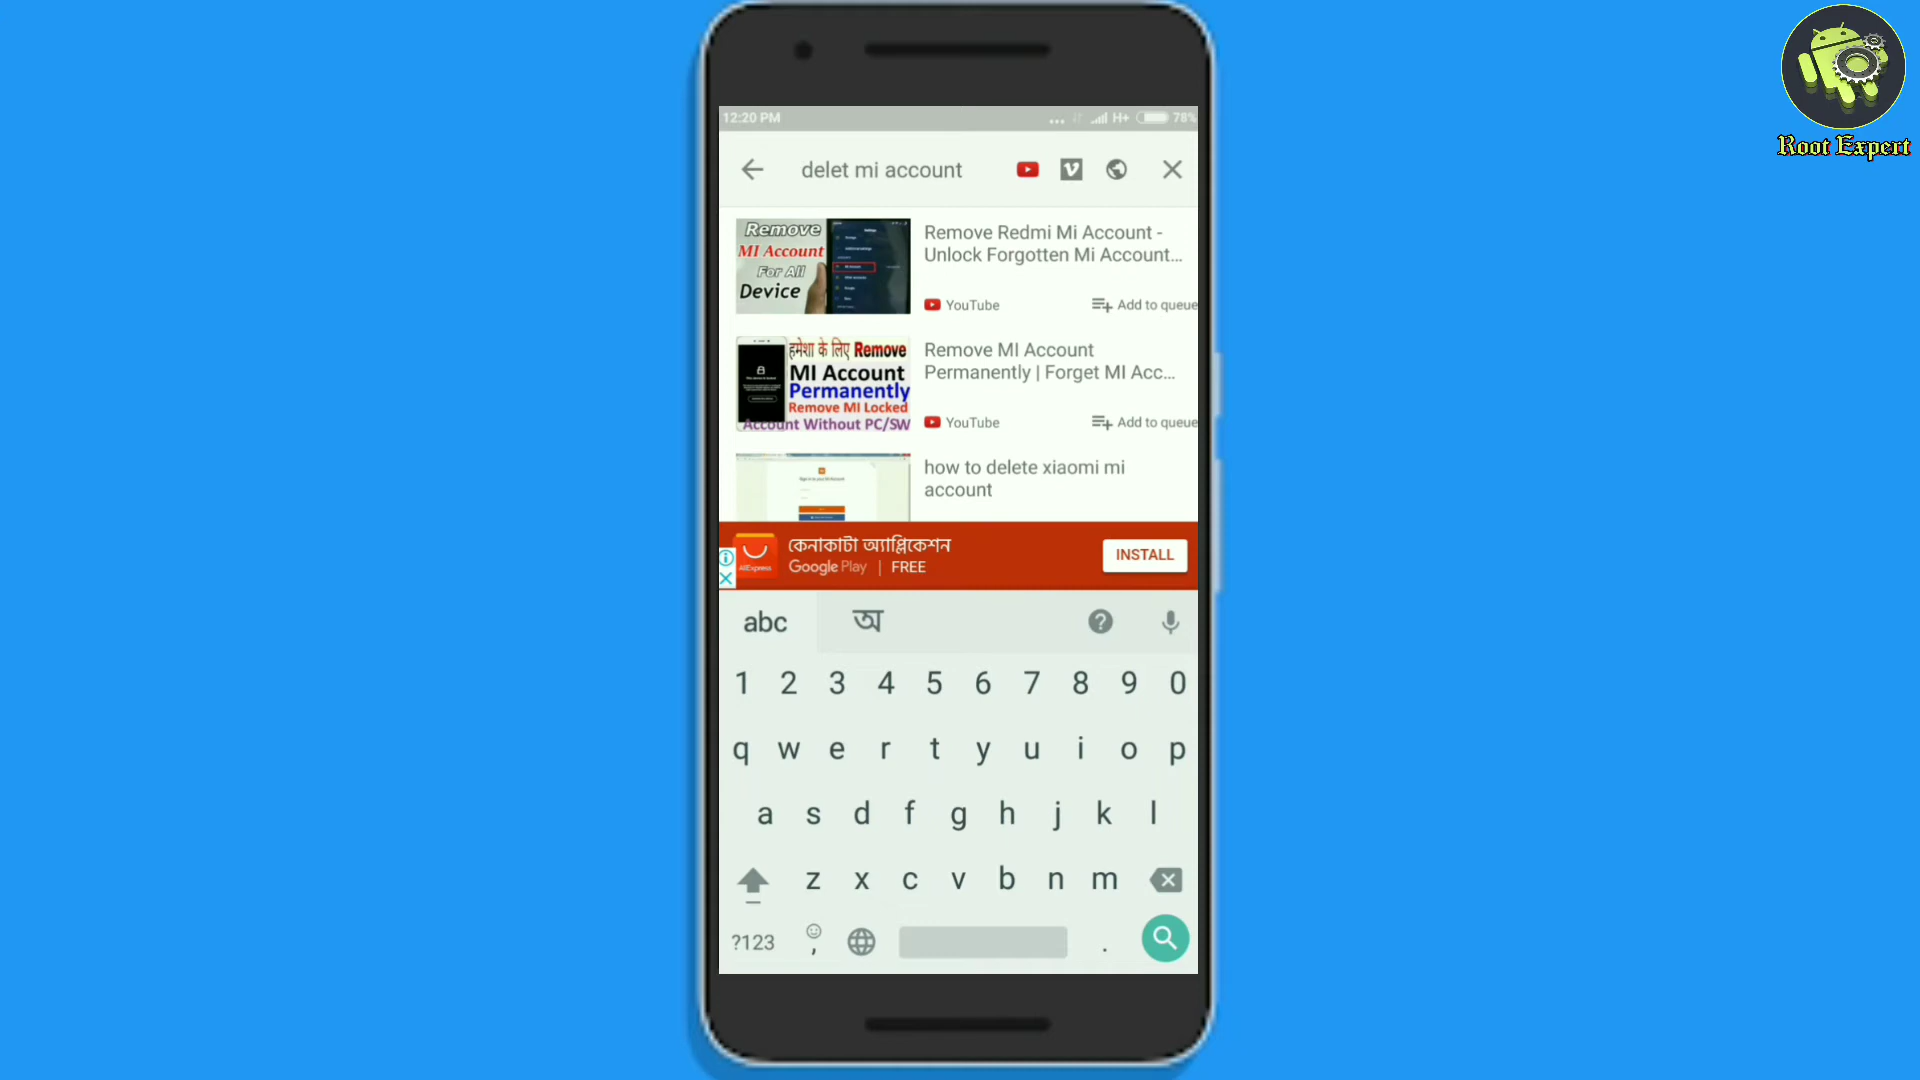 Root Expert
12:20 PM
H+
78%
delet mi account
Remove
MI Account
For All
Device
Remove Redmi Mi Account -
Unlock Forgotten Mi Account...
YouTube
Add to queue
हमेशा के लिए Remove
MI Account
Permanently
Remove MI Locked
Account Without PC/SW
Remove MI Account
Permanently | Forget MI Acc...
YouTube
Add to queue
how to delete xiaomi mi
account
AliExpress
কেনাকাটা অ্যাপ্লিকেশন
Google Play | FREE
INSTALL
abc অ
1 2 3 4 5 6 7 8 9 0
q w e r t y u i o p
a s d f g h j k l
z x c v b n m
?123 , .